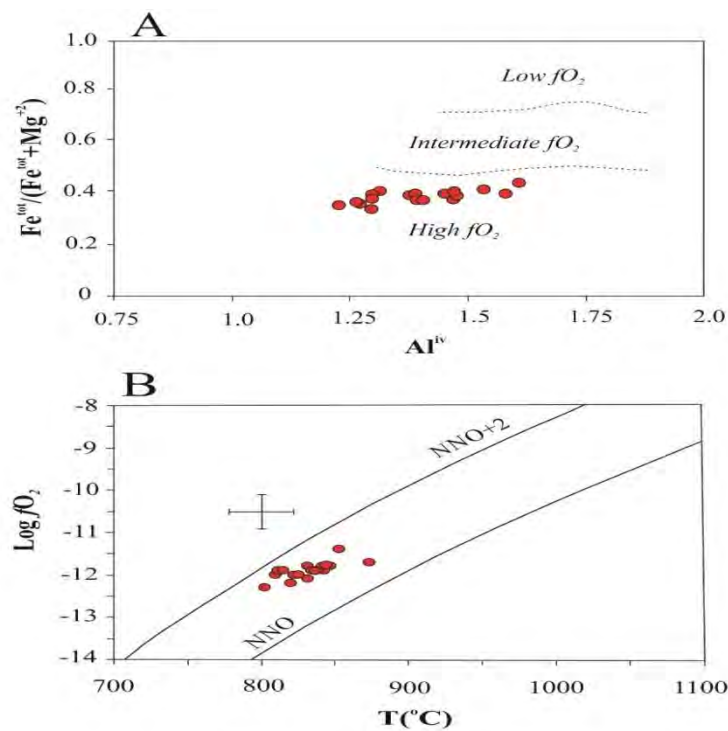 A
1.0
0.8
0.6
0.4
0.2
0
Fe^tot/(Fe^tot+Mg^+2)
Low fO₂
Intermediate fO₂
High fO₂
0.75 1.0 1.25 1.5 1.75 2.0
Al^iv
B
-8
-9
-10
-11
-12
-13
-14
Log fO₂
NNO+2
NNO
700 800 900 1000 1100
T(°C)